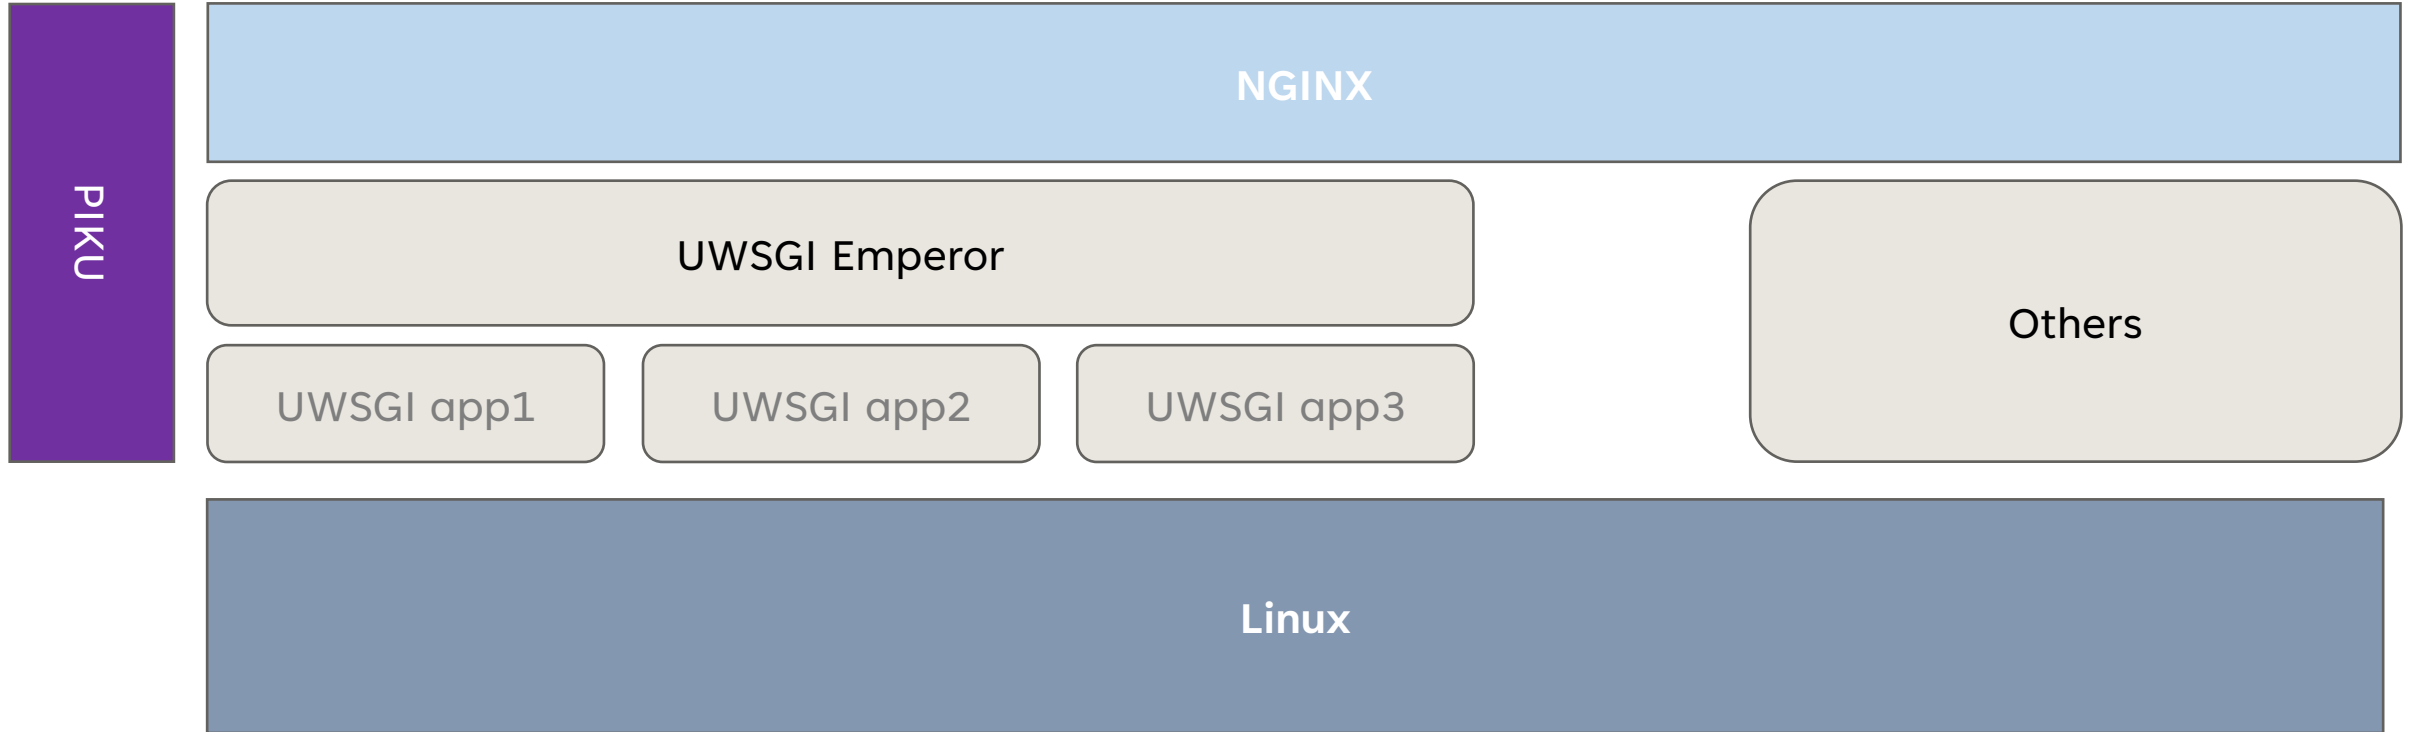 PIKU
NGINX
UWSGI Emperor
Others
UWSGI app1
UWSGI app2
UWSGI app3
Linux